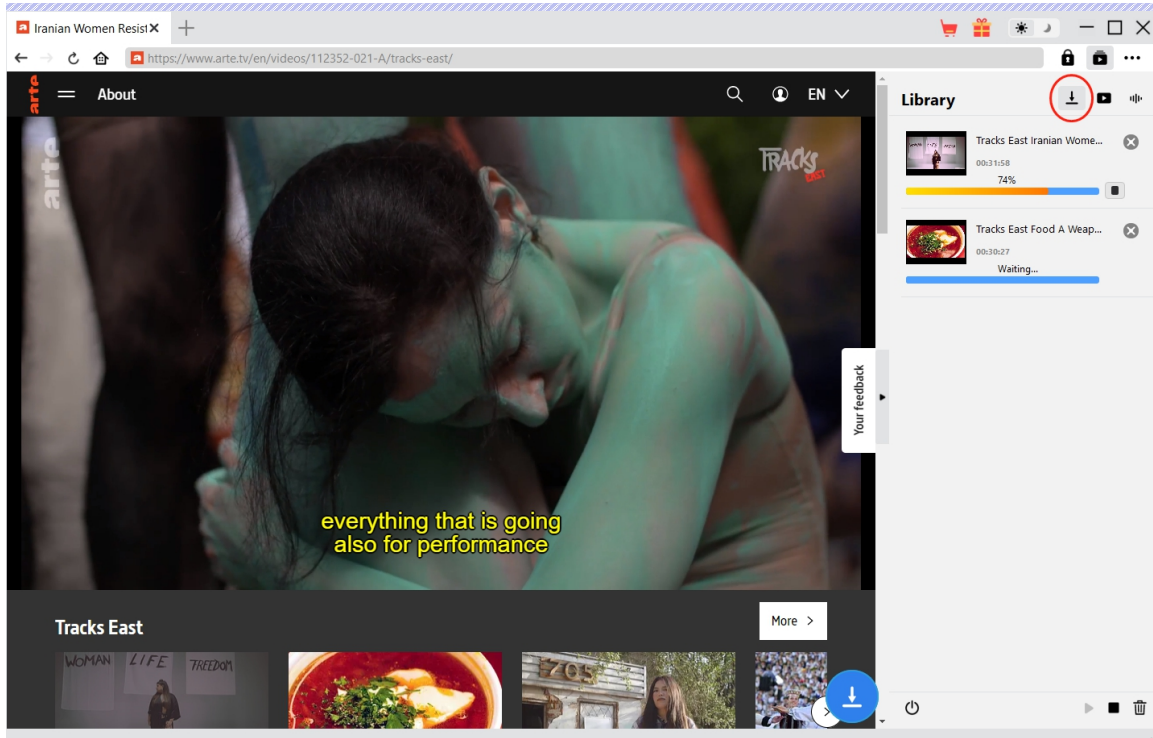 Iranian Women Resist
https://www.arte.tv/en/videos/112352-021-A/tracks-east/
arte
About
EN
Library
arte
TRACKS
EAST
Tracks East Iranian Wome...
00:31:58
74%
Tracks East Food A Weap...
00:30:27
Waiting...
Your feedback
everything that is going
also for performance
Tracks East
More
WOMAN LIFE FREEDOM
705